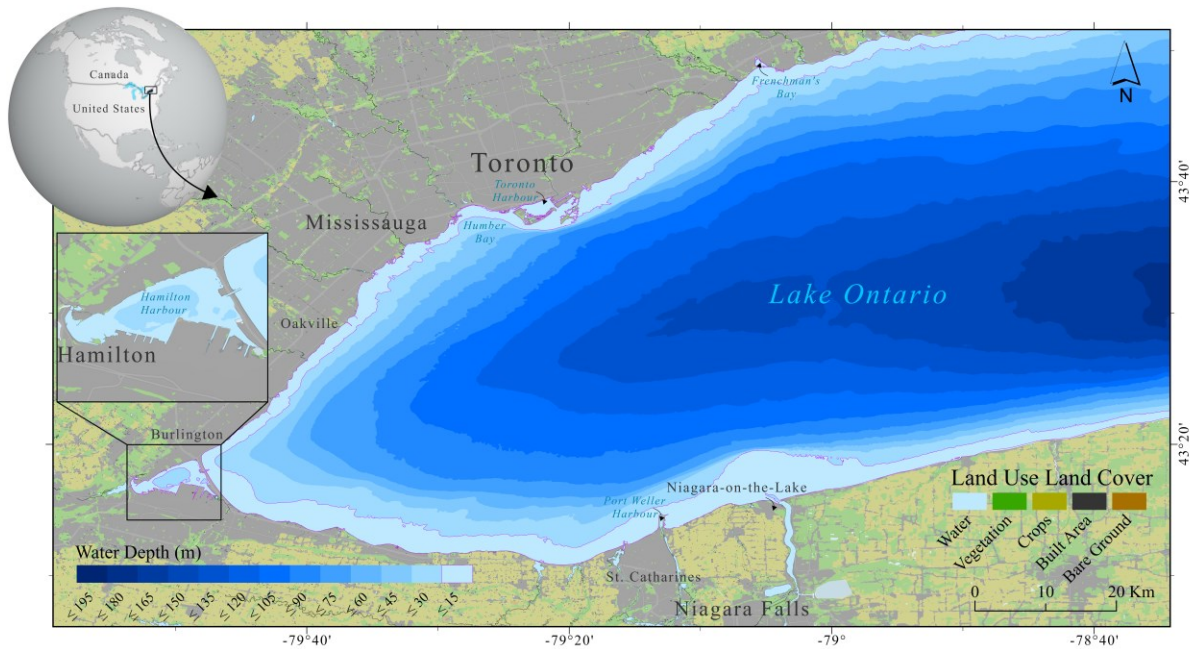 Canada
United States
Frenchman's
Bay
N
Toronto
Toronto
Harbour
Mississauga
Humber
Bay
43°40'
Lake Ontario
Hamilton
Harbour
Oakville
Hamilton
Burlington
43°20'
Land Use Land Cover
Water
Vegetation
Crops
Built Area
Bare Ground
Niagara-on-the-Lake
Port Weller
Harbour
Water Depth (m)
≤ 195
≤ 180
≤ 165
≤ 150
≤ 135
≤ 120
≤ 105
≤ 90
≤ 75
≤ 60
≤ 45
≤ 30
≤ 15
St. Catharines
Niagara Falls
0 10 20 Km
-79°40' -79°20' -79° -78°40'